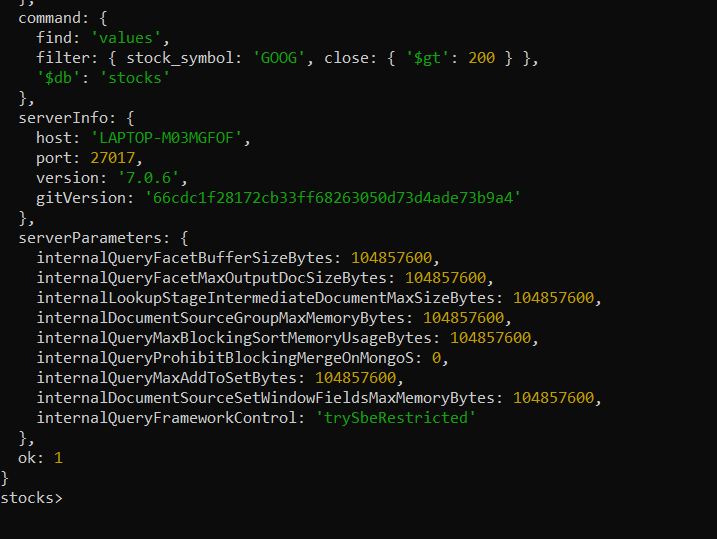 },
command: {
find: 'values',
filter: { stock_symbol: 'GOOG', close: { '$gt': 200 } },
'$db': 'stocks'
},
serverInfo: {
host: 'LAPTOP-M03MGFOF',
port: 27017,
version: '7.0.6',
gitVersion: '66cdc1f28172cb33ff68263050d73d4ade73b9a4'
},
serverParameters: {
internalQueryFacetBufferSizeBytes: 104857600,
internalQueryFacetMaxOutputDocSizeBytes: 104857600,
internalLookupStageIntermediateDocumentMaxSizeBytes: 104857600,
internalDocumentSourceGroupMaxMemoryBytes: 104857600,
internalQueryMaxBlockingSortMemoryUsageBytes: 104857600,
internalQueryProhibitBlockingMergeOnMongoS: 0,
internalQueryMaxAddToSetBytes: 104857600,
internalDocumentSourceSetWindowFieldsMaxMemoryBytes: 104857600,
internalQueryFrameworkControl: 'trySbeRestricted'
},
ok: 1
}
stocks>